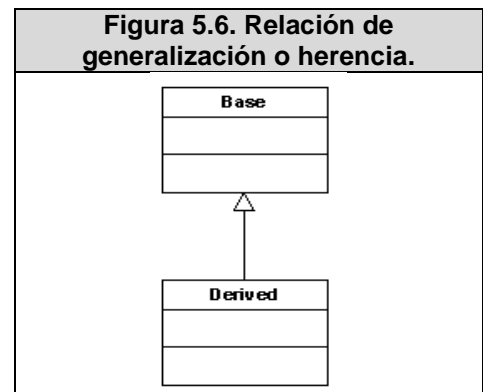 Figura 5.6. Relación de
generalización o herencia.
Base
Derived